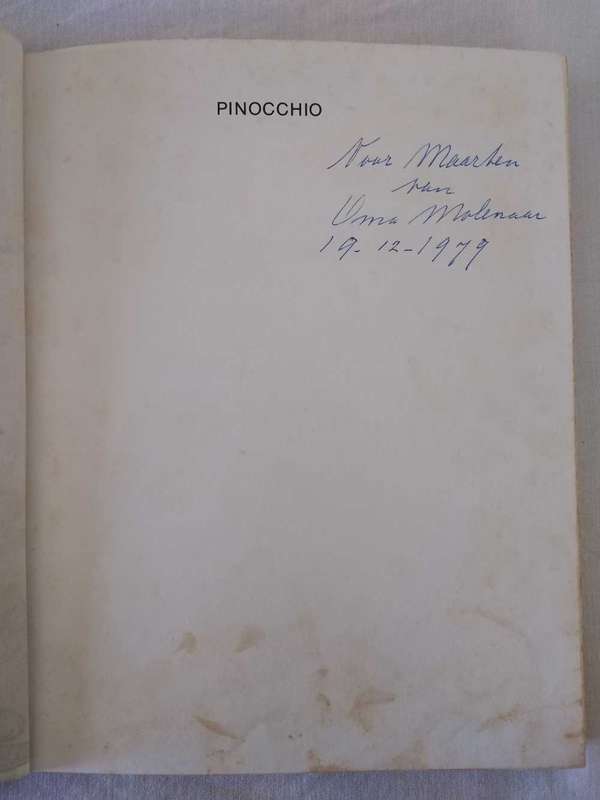 PINOCCHIO
Voor Maarten
van
Oma Molenaar
19-12-1979